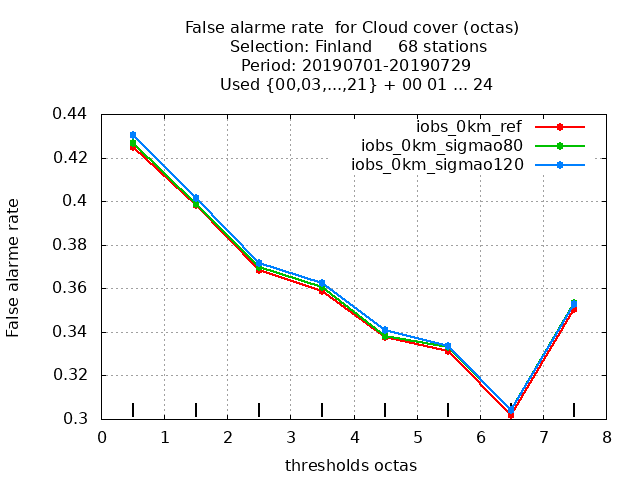 False alarme rate  for Cloud cover (octas)
Selection: Finland     68 stations
Period: 20190701-20190729
Used {00,03,...,21} + 00 01 ... 24
iobs_0km_ref
iobs_0km_sigmao80
iobs_0km_sigmao120
False alarme rate
0.44
0.42
0.4
0.38
0.36
0.34
0.32
0.3
0 1 2 3 4 5 6 7 8
thresholds octas